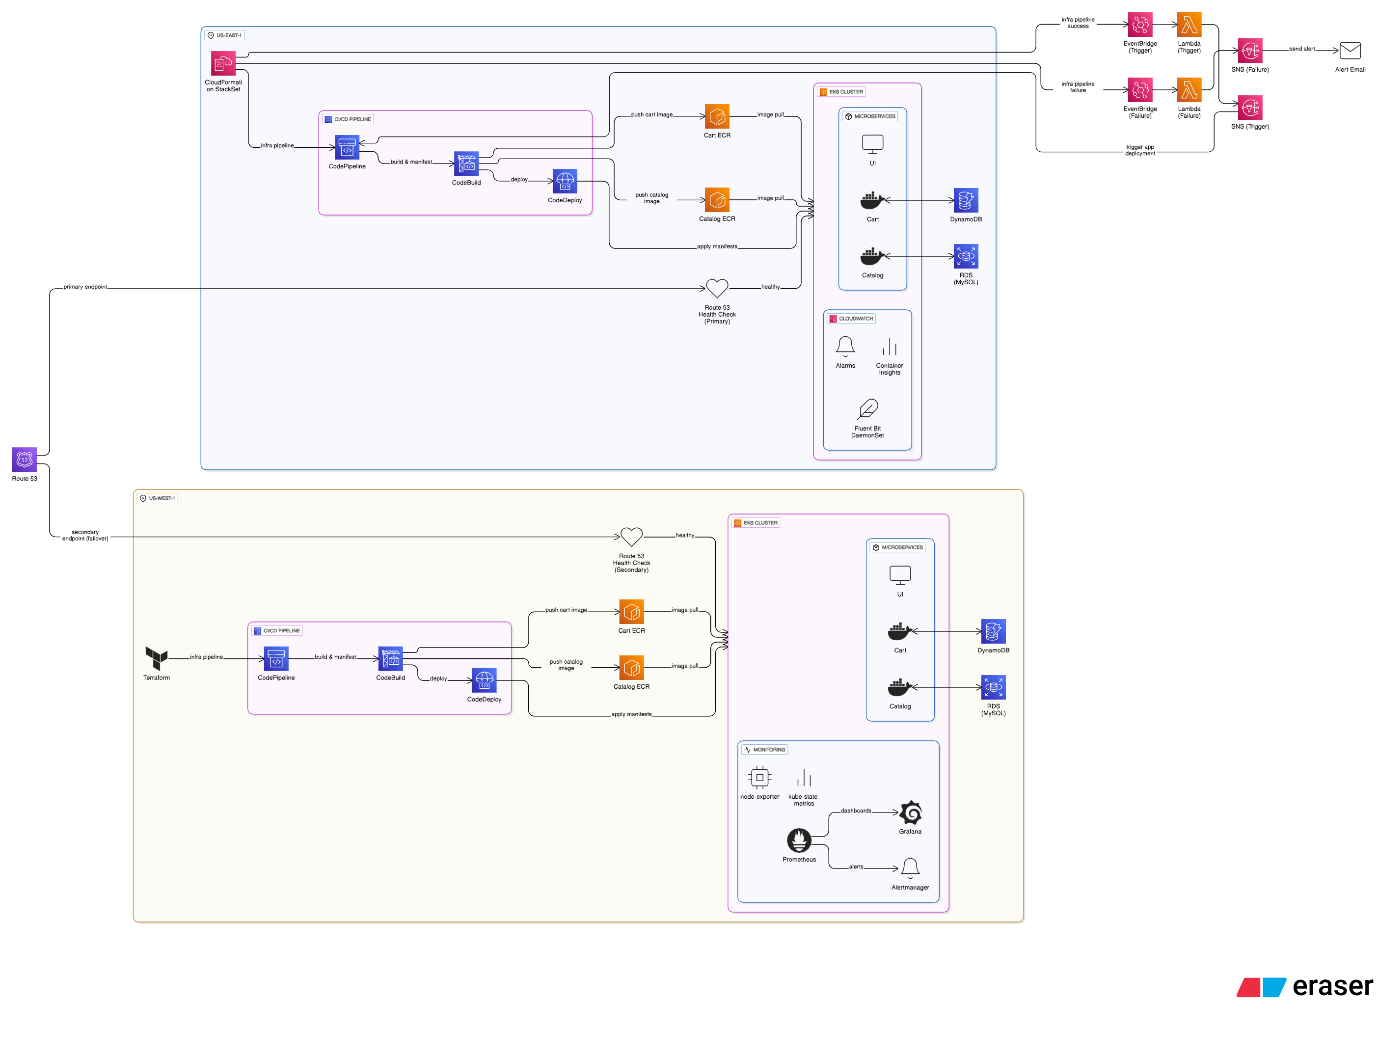 US-EAST-1
CloudFormati
on StackSet
infra pipeline
success
EventBridge
(Trigger)
Lambda
(Trigger)
SNS (Failure)
send alert
Alert Email
infra pipeline
failure
EventBridge
(Failure)
Lambda
(Failure)
SNS (Trigger)
trigger app
deployment
CI/CD PIPELINE
infra pipeline
CodePipeline
build & manifest
CodeBuild
deploy
CodeDeploy
push cart image
Cart ECR
image pull
push catalog
image
Catalog ECR
image pull
apply manifests
EKS CLUSTER
MICROSERVICES
UI
Cart
DynamoDB
Catalog
RDS
(MySQL)
primary endpoint
Route 53
Health Check
(Primary)
healthy
CLOUDWATCH
Alarms
Container
Insights
Fluent Bit
DaemonSet
53
Route 53
US-WEST-1
secondary
endpoint (failover)
Route 53
Health Check
(Secondary)
healthy
EKS CLUSTER
MICROSERVICES
UI
Cart
DynamoDB
Catalog
RDS
(MySQL)
Terraform
infra pipeline
CI/CD PIPELINE
CodePipeline
build & manifest
CodeBuild
deploy
CodeDeploy
push cart image
Cart ECR
image pull
push catalog
image
Catalog ECR
image pull
apply manifests
MONITORING
node-exporter
kube-state
metrics
Prometheus
dashboards
Grafana
alerts
Alertmanager
eraser